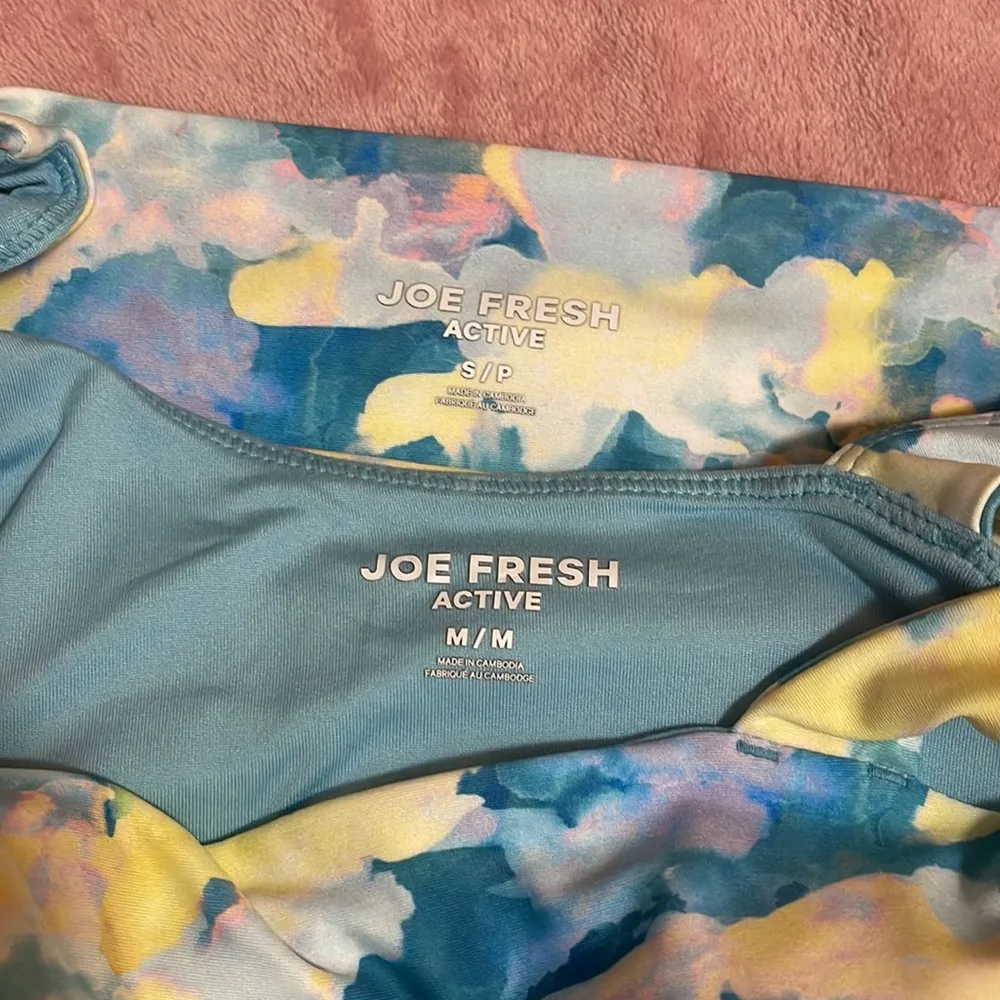 JOE FRESH
ACTIVE
S / P
MADE IN CAMBODIA
FABRIQUÉ AU CAMBODGE
JOE FRESH
ACTIVE
M / M
MADE IN CAMBODIA
FABRIQUÉ AU CAMBODGE